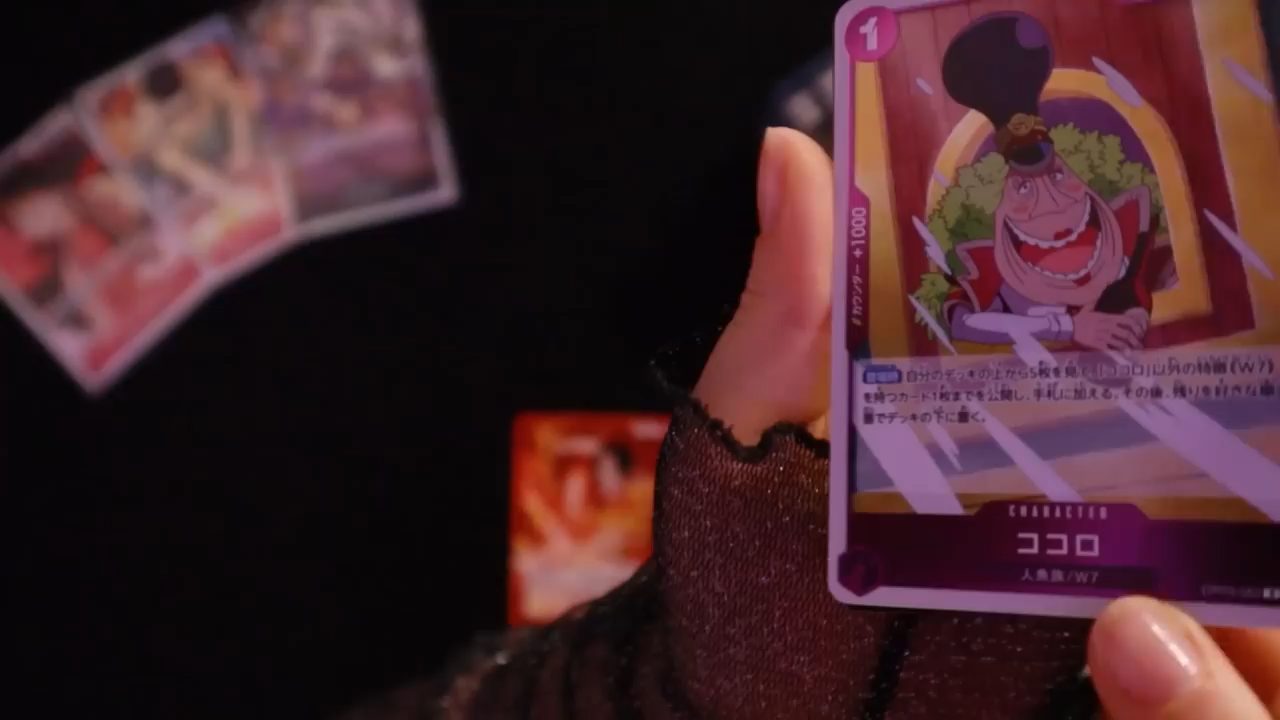 1
カウンター +1000
登場時 自分のデッキの上から5枚を見て、「ココロ」以外の特徴《W7》
を持つカード1枚までを公開し、手札に加える。その後、残りを好きな順
番でデッキの下に置く。
CHARACTER
ココロ
人魚族/W7